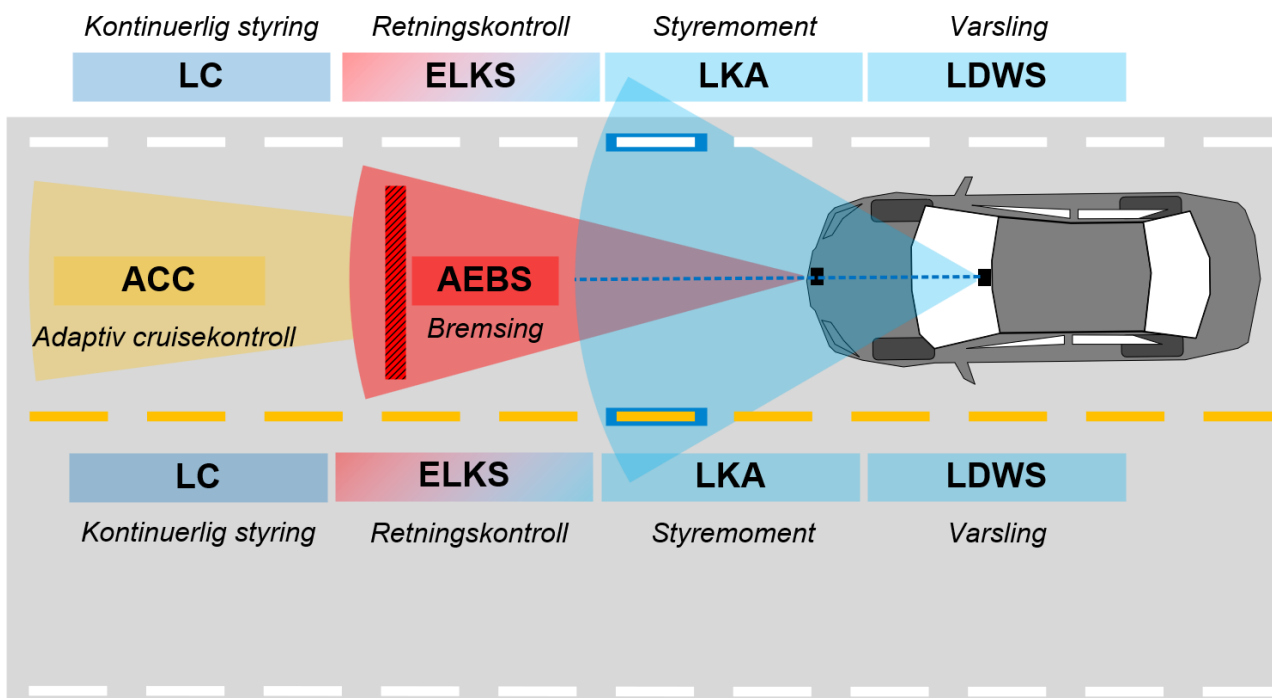 Kontinuerlig styring Retningskontroll Styremoment Varsling
LC ELKS LKA LDWS
ACC AEBS
Adaptiv cruisekontroll Bremsing
LC ELKS LKA LDWS
Kontinuerlig styring Retningskontroll Styremoment Varsling